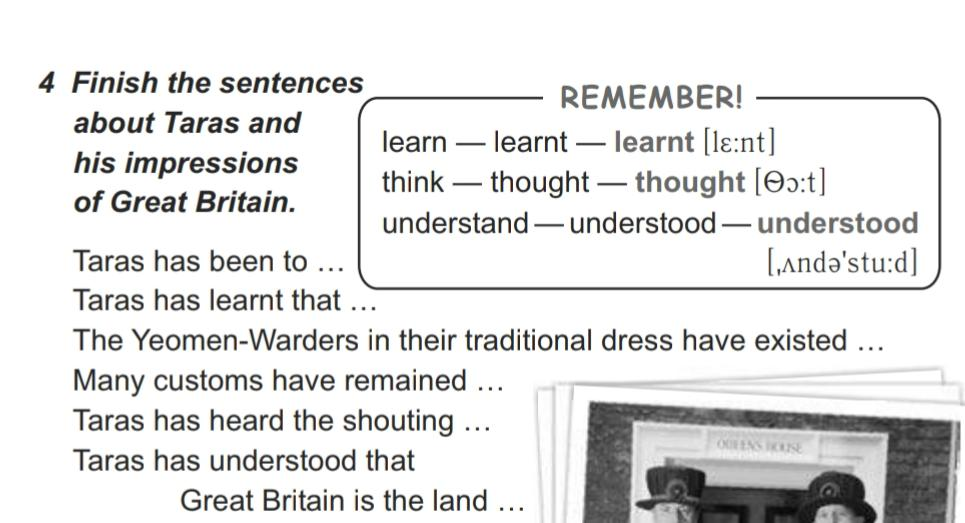 4 Finish the sentences
about Taras and
his impressions
of Great Britain.
REMEMBER!
learn — learnt — learnt [lɛ:nt]
think — thought — thought [Θɔ:t]
understand — understood — understood
[ˌʌndə'stu:d]
Taras has been to ...
Taras has learnt that ...
The Yeomen-Warders in their traditional dress have existed ...
Many customs have remained ...
Taras has heard the shouting ...
Taras has understood that
Great Britain is the land ...
QUEENS HOUSE